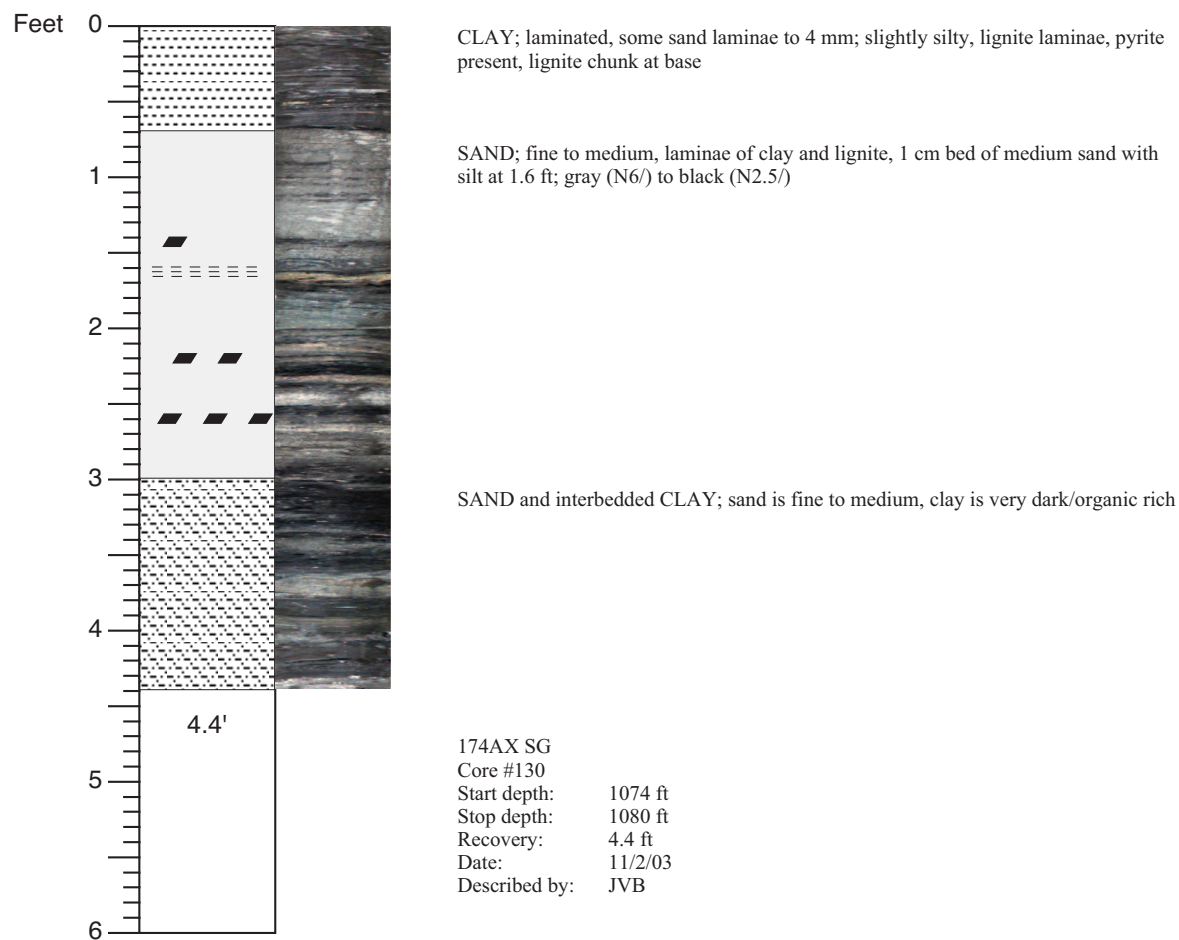 Feet 0
CLAY; laminated, some sand laminae to 4 mm; slightly silty, lignite laminae, pyrite
present, lignite chunk at base
SAND; fine to medium, laminae of clay and lignite, 1 cm bed of medium sand with
1
silt at 1.6 ft; gray (N6/) to black (N2.5/)
2
3
SAND and interbedded CLAY; sand is fine to medium, clay is very dark/organic rich
4
4.4'
174AX SG
Core #130
5
Start depth: 1074 ft
Stop depth: 1080 ft
Recovery: 4.4 ft
Date: 11/2/03
Described by: JVB
6